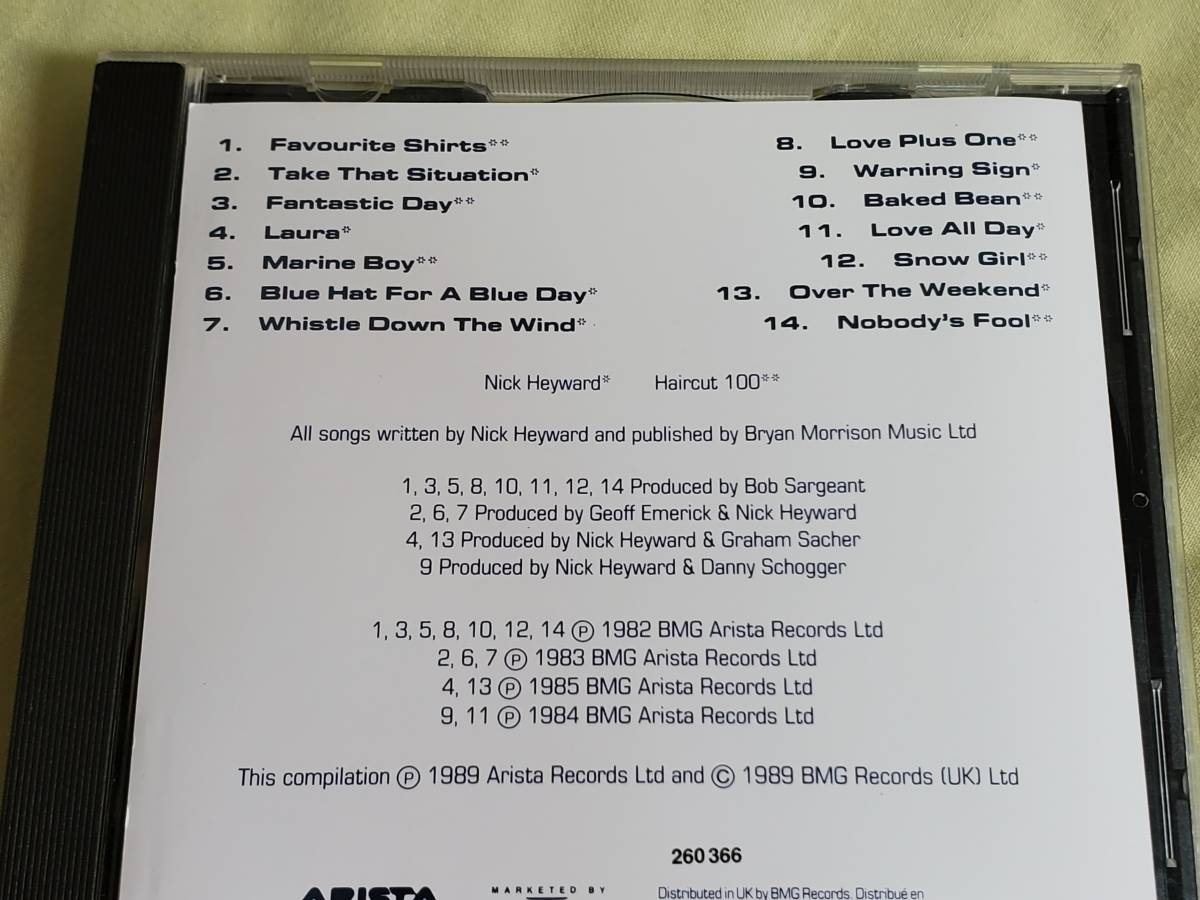 1. Favourite Shirts**
2. Take That Situation*
3. Fantastic Day**
4. Laura*
5. Marine Boy**
6. Blue Hat For A Blue Day*
7. Whistle Down The Wind*
8. Love Plus One**
9. Warning Sign*
10. Baked Bean**
11. Love All Day*
12. Snow Girl**
13. Over The Weekend*
14. Nobody's Fool**
Nick Heyward* Haircut 100**
All songs written by Nick Heyward and published by Bryan Morrison Music Ltd
1, 3, 5, 8, 10, 11, 12, 14 Produced by Bob Sargeant
2, 6, 7 Produced by Geoff Emerick & Nick Heyward
4, 13 Produced by Nick Heyward & Graham Sacher
9 Produced by Nick Heyward & Danny Schogger
1, 3, 5, 8, 10, 12, 14 ℗ 1982 BMG Arista Records Ltd
2, 6, 7 ℗ 1983 BMG Arista Records Ltd
4, 13 ℗ 1985 BMG Arista Records Ltd
9, 11 ℗ 1984 BMG Arista Records Ltd
This compilation ℗ 1989 Arista Records Ltd and © 1989 BMG Records (UK) Ltd
260 366
ARISTA
MARKETED BY
Distributed in UK by BMG Records. Distribué en